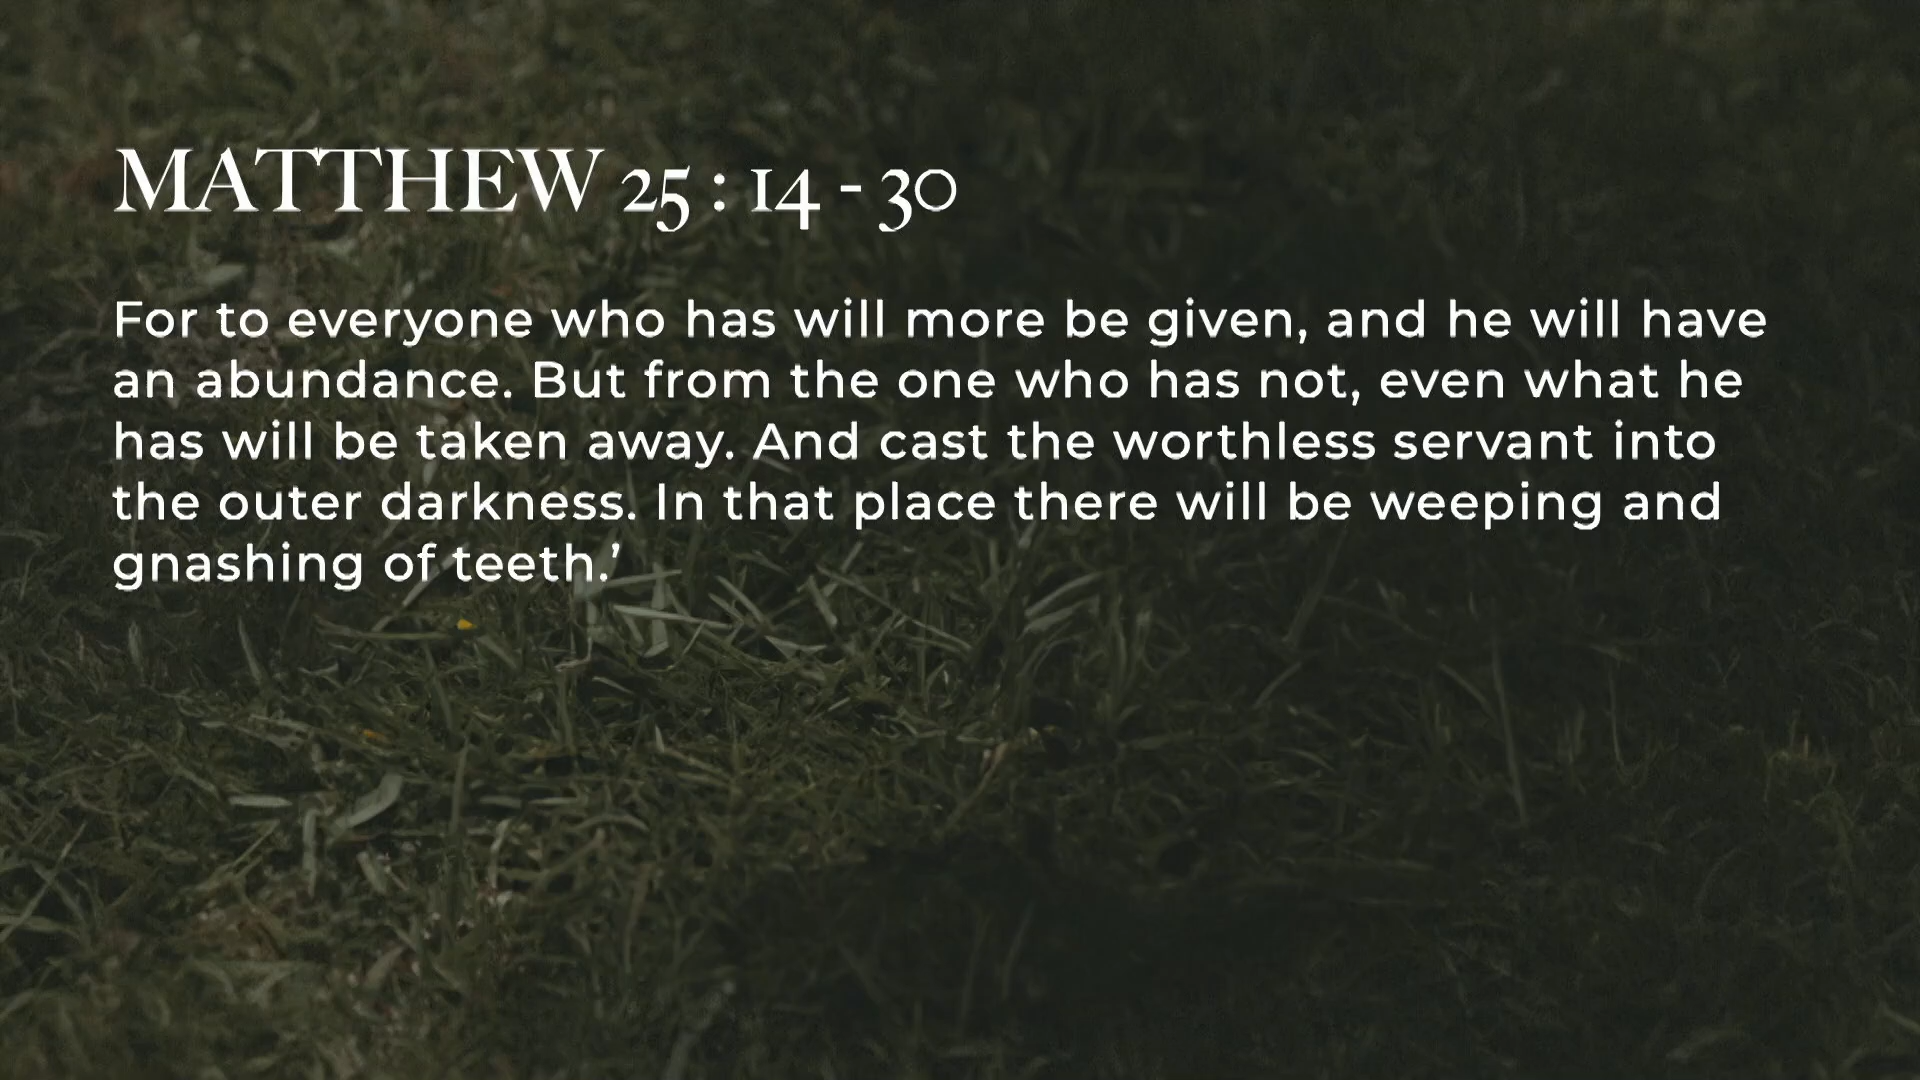 MATTHEW 25 : 14 - 30
For to everyone who has will more be given, and he will have
an abundance. But from the one who has not, even what he
has will be taken away. And cast the worthless servant into
the outer darkness. In that place there will be weeping and
gnashing of teeth.’